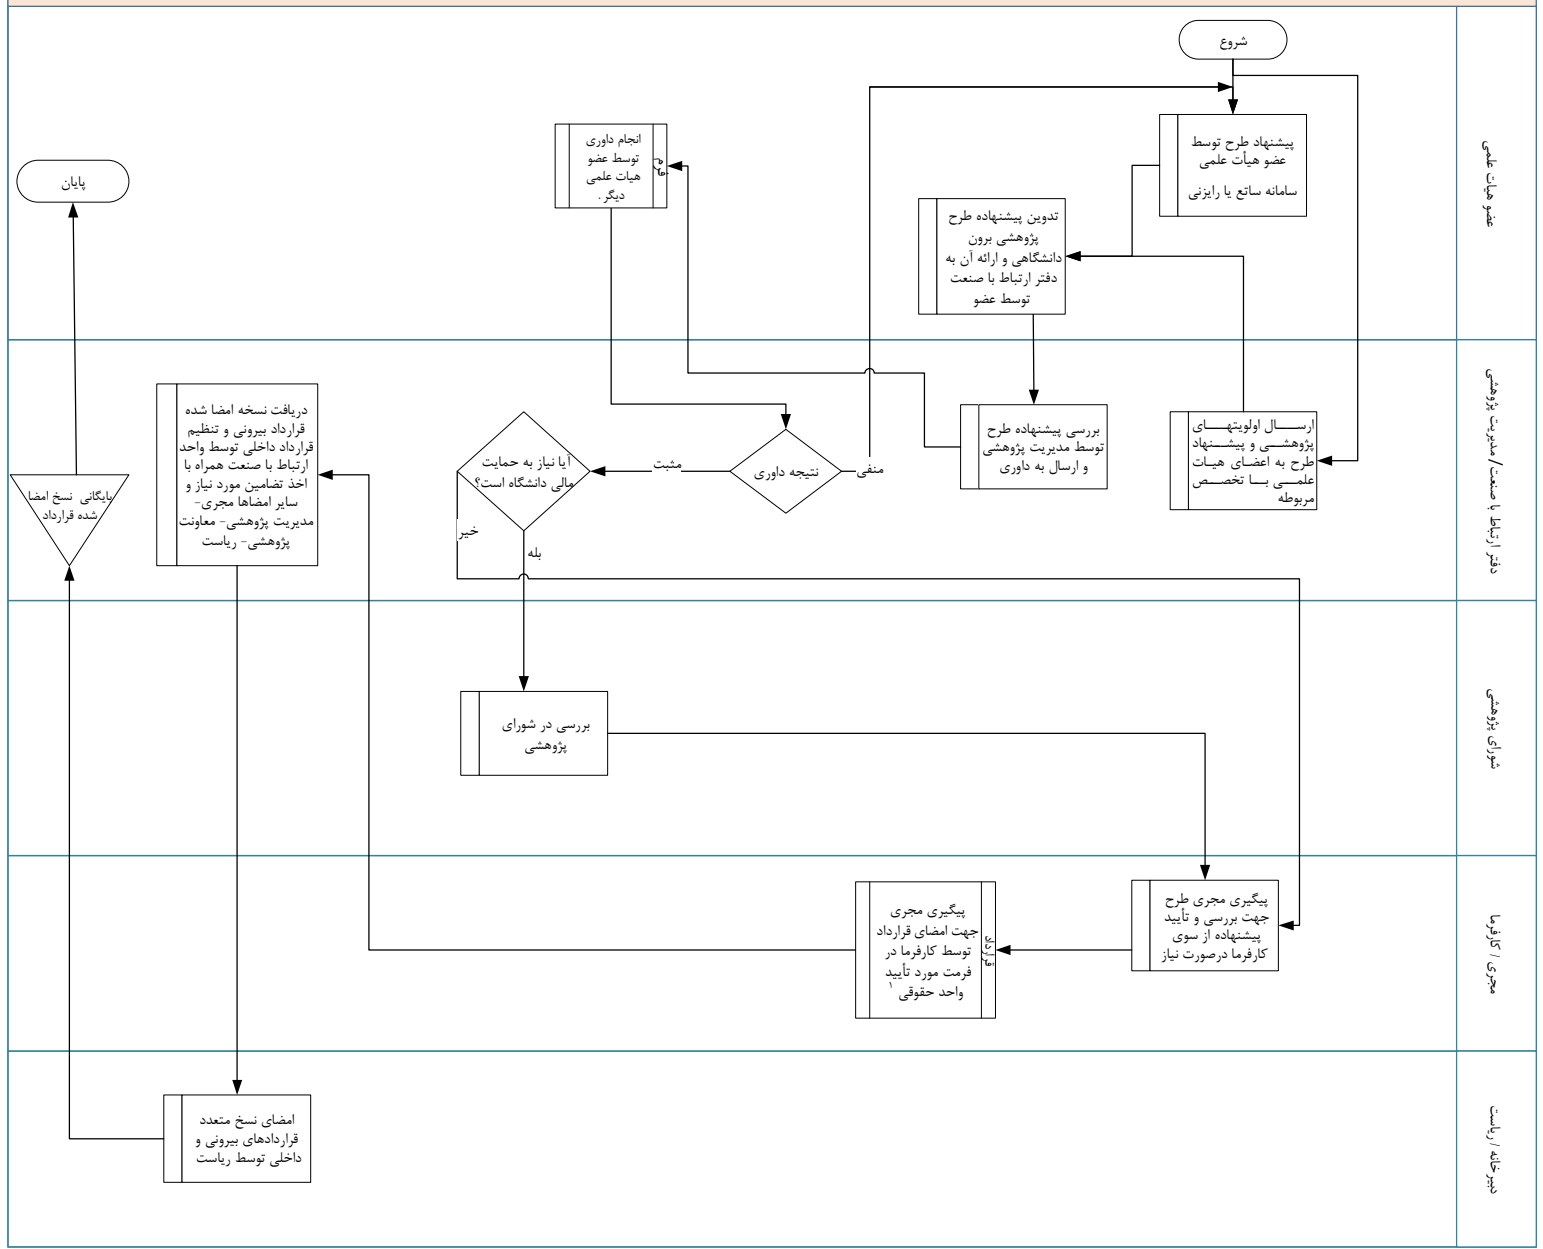 شروع
پیشنهاد طرح توسط
عضو هیأت علمی
سامانه ساتع یا رایزنی
عضو هیات علمی
انجام داوری
توسط عضو
هیات علمی
دیگر.
فرم
پایان
تدوین پیشنهاده طرح
پژوهشی برون
دانشگاهی و ارائه آن به
دفتر ارتباط با صنعت
توسط عضو
دفتر ارتباط با صنعت/ مدیریت پژوهشی
ارسال اولویتهای
پژوهشی و پیشنهاد
طرح به اعضای هیات
علمی با تخصص
مربوطه
بررسی پیشنهاده طرح
توسط مدیریت پژوهشی
و ارسال به داوری
منفی
نتیجه داوری
مثبت
آیا نیاز به حمایت
مالی دانشگاه است؟
خیر
بله
دریافت نسخه امضا شده
قرارداد بیرونی و تنظیم
قرارداد داخلی توسط واحد
ارتباط با صنعت همراه با
اخذ تضامین مورد نیاز و
سایر امضاها مجری-
مدیریت پژوهشی- معاونت
پژوهشی- ریاست
بایگانی نسخ امضا
شده قرارداد
شورای پژوهشی
بررسی در شورای
پژوهشی
مجری / کارفرما
پیگیری مجری طرح
جهت بررسی و تأیید
پیشنهاده از سوی
کارفرما درصورت نیاز
قرارداد
پیگیری مجری
جهت امضای قرارداد
توسط کارفرما در
فرمت مورد تأیید
واحد حقوقی ۱
دبیرخانه / ریاست
امضای نسخ متعدد
قراردادهای بیرونی و
داخلی توسط ریاست